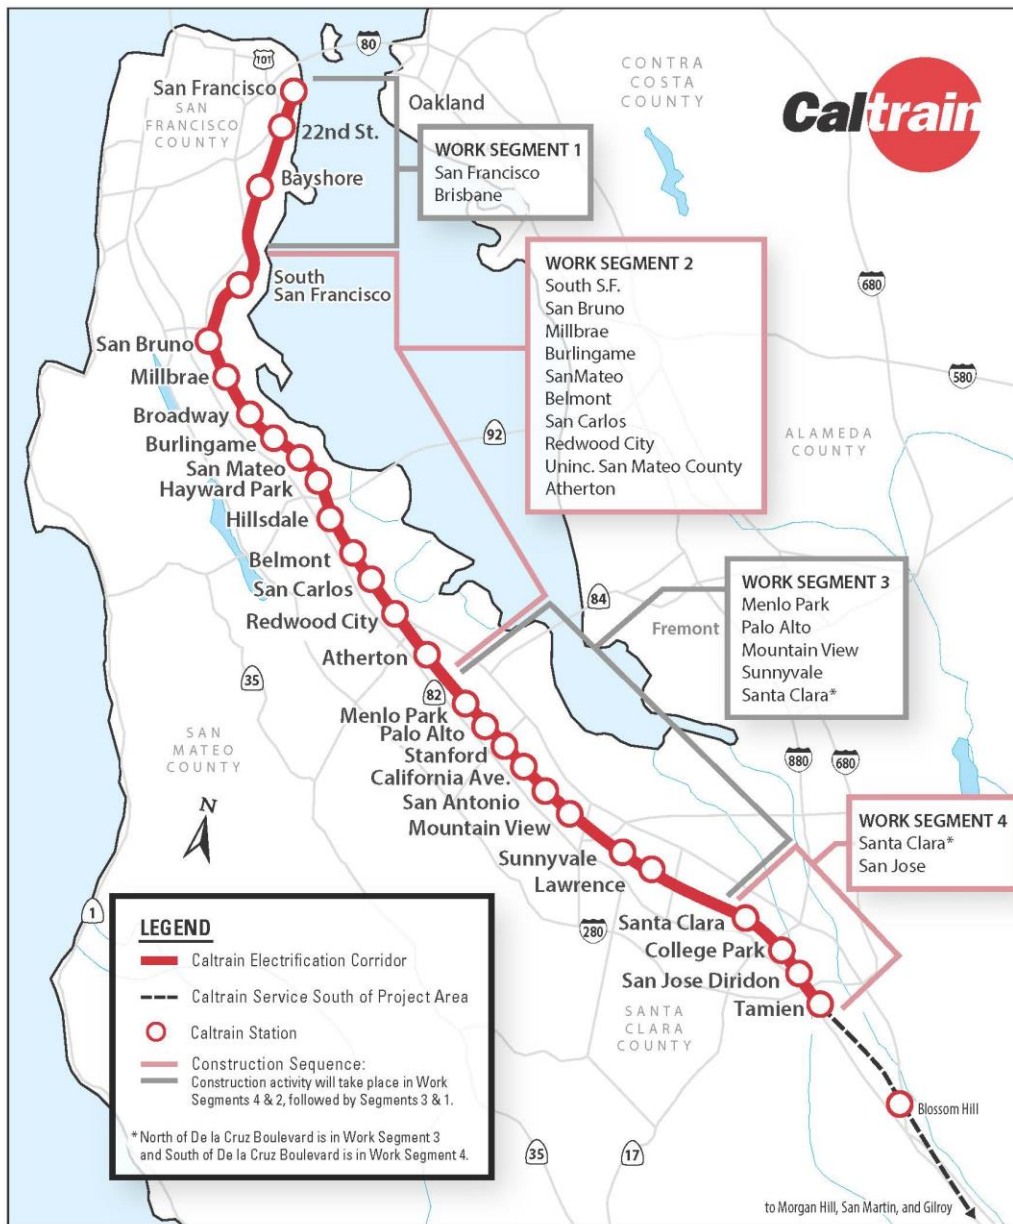 80
101
San Francisco
SAN
FRANCISCO
COUNTY
CONTRA
COSTA
COUNTY
Caltrain
Oakland
22nd St.
WORK SEGMENT 1
San Francisco
Brisbane
Bayshore
WORK SEGMENT 2
South S.F.
San Bruno
Millbrae
Burlingame
SanMateo
Belmont
San Carlos
Redwood City
Uninc. San Mateo County
Atherton
South
San Francisco
680
San Bruno
Millbrae
580
Broadway
Burlingame
San Mateo
Hayward Park
92
ALAMEDA
COUNTY
Hillsdale
Belmont
San Carlos
Redwood City
84
Fremont
WORK SEGMENT 3
Menlo Park
Palo Alto
Mountain View
Sunnyvale
Santa Clara*
Atherton
35
82
Menlo Park
Palo Alto
Stanford
California Ave.
San Antonio
Mountain View
SAN
MATEO
COUNTY
880
680
N
WORK SEGMENT 4
Santa Clara*
San Jose
Sunnyvale
Lawrence
1
280
Santa Clara
College Park
San Jose Diridon
Tamien
SANTA
CLARA
COUNTY
LEGEND
Caltrain Electrification Corridor
Caltrain Service South of Project Area
Caltrain Station
Construction Sequence:
Construction activity will take place in Work
Segments 4 & 2, followed by Segments 3 & 1.
* North of De la Cruz Boulevard is in Work Segment 3
and South of De la Cruz Boulevard is in Work Segment 4.
Blossom Hill
35
17
to Morgan Hill, San Martin, and Gilroy